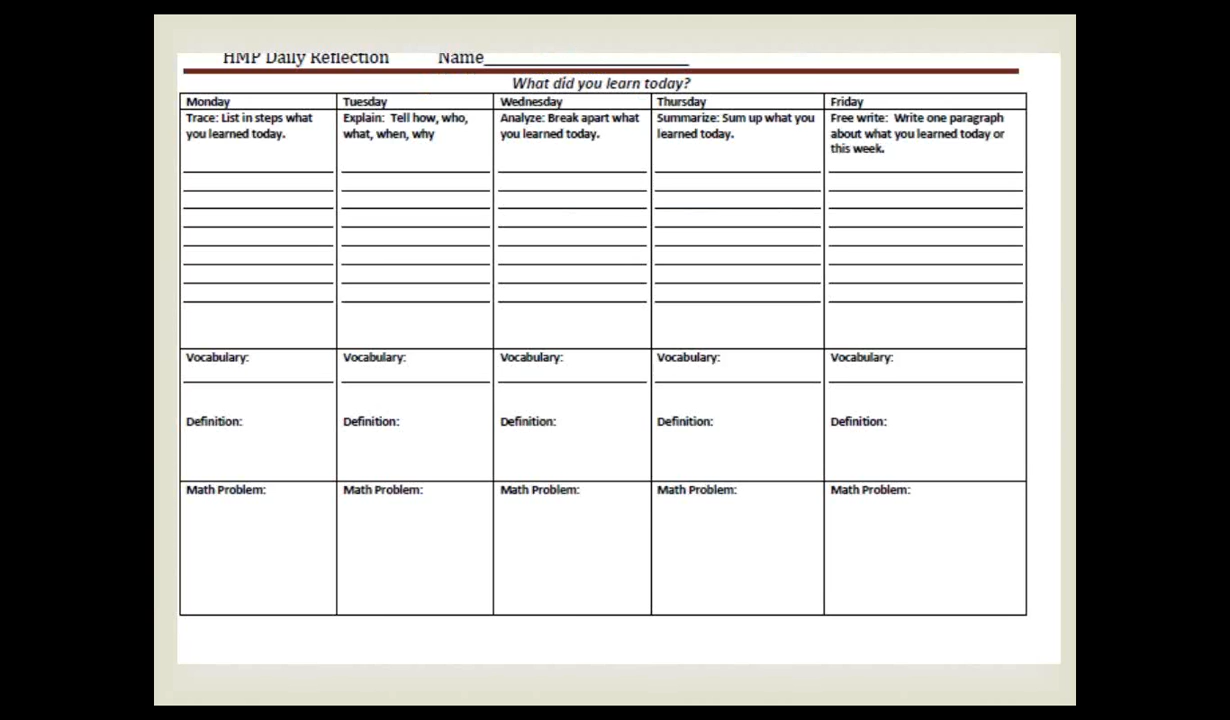 HMP Daily Reflection Name____________________
What did you learn today?
Monday Tuesday Wednesday Thursday Friday
Trace: List in steps what
you learned today.
Explain: Tell how, who,
what, when, why
Analyze: Break apart what
you learned today.
Summarize: Sum up what you
learned today.
Free write: Write one paragraph
about what you learned today or
this week.
Vocabulary: Vocabulary: Vocabulary: Vocabulary: Vocabulary:
Definition: Definition: Definition: Definition: Definition:
Math Problem: Math Problem: Math Problem: Math Problem: Math Problem: